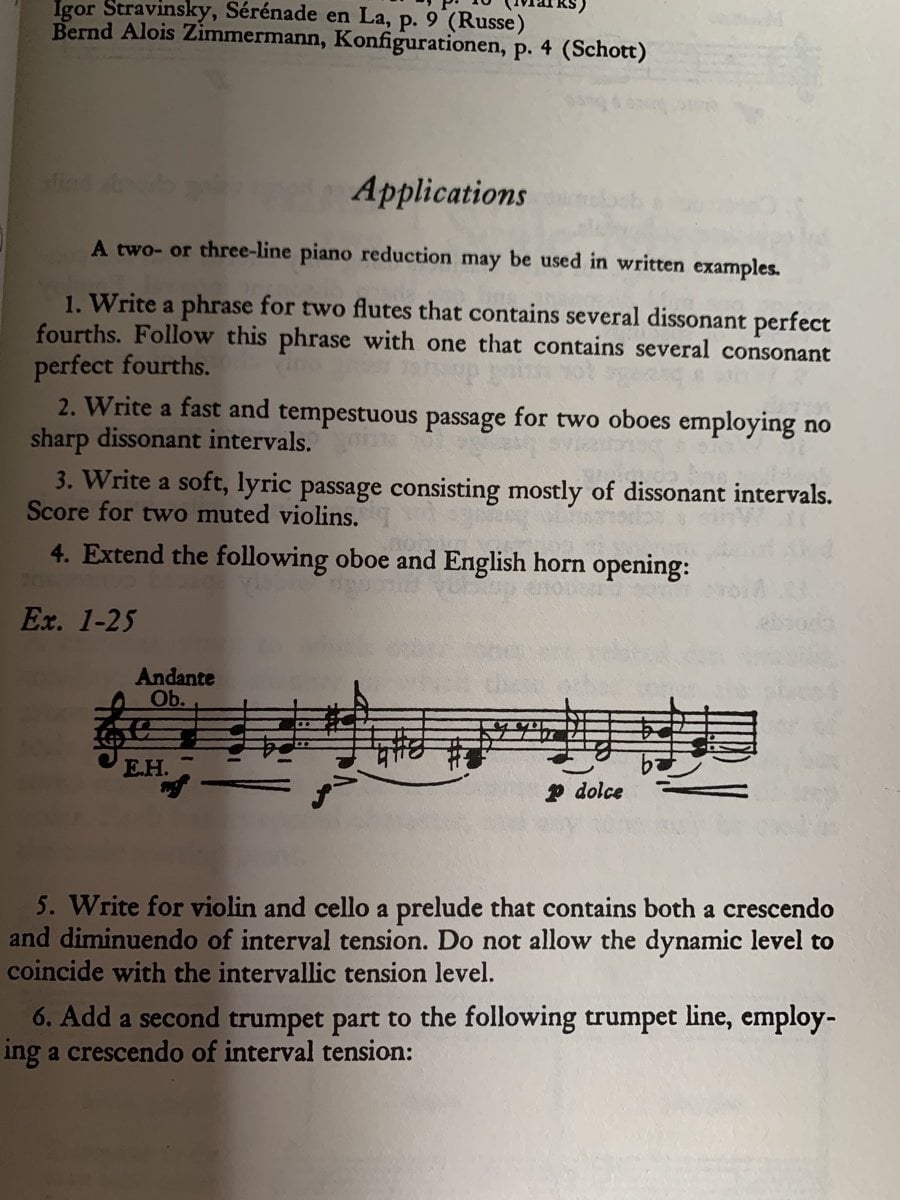 Igor Stravinsky, Sérénade en La, p. 9 (Russe)
Bernd Alois Zimmermann, Konfigurationen, p. 4 (Schott)
Applications
A two- or three-line piano reduction may be used in written examples.
1. Write a phrase for two flutes that contains several dissonant perfect
fourths. Follow this phrase with one that contains several consonant
perfect fourths.
2. Write a fast and tempestuous passage for two oboes employing no
sharp dissonant intervals.
3. Write a soft, lyric passage consisting mostly of dissonant intervals.
Score for two muted violins.
4. Extend the following oboe and English horn opening:
Ex. 1-25
Andante
Ob.
E.H.
mf
f
p dolce
5. Write for violin and cello a prelude that contains both a crescendo
and diminuendo of interval tension. Do not allow the dynamic level to
coincide with the intervallic tension level.
6. Add a second trumpet part to the following trumpet line, employ-
ing a crescendo of interval tension: